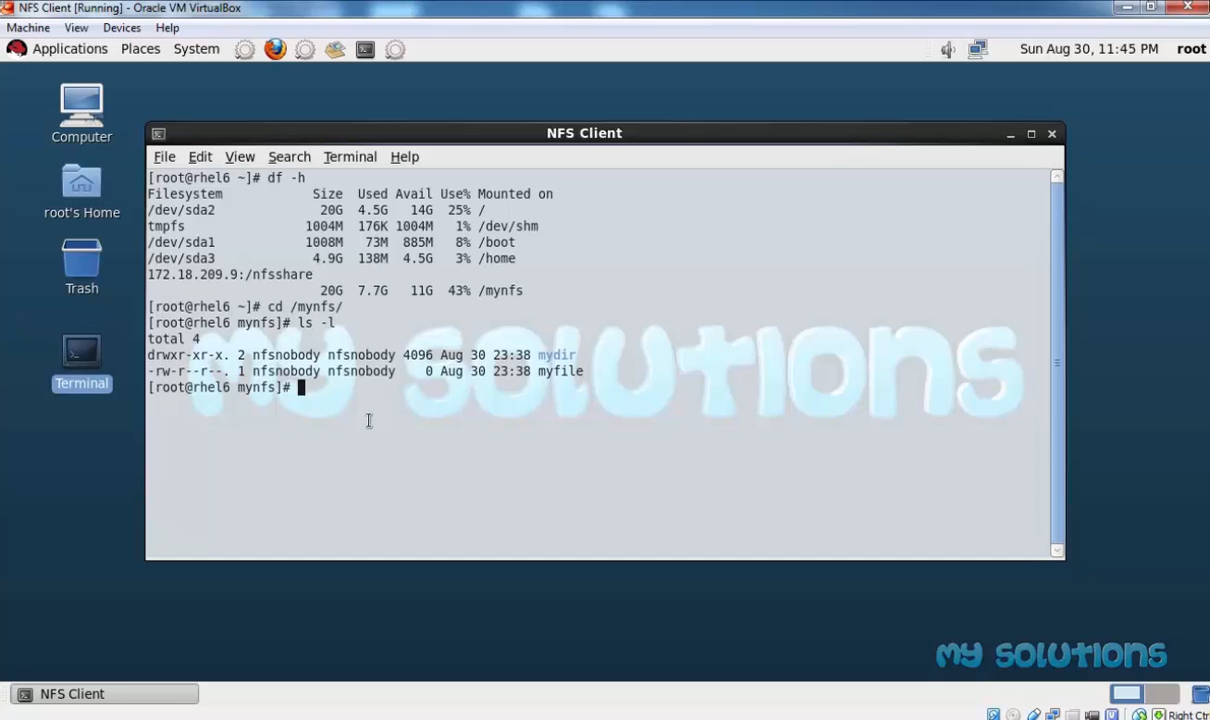 NFS Client [Running] - Oracle VM VirtualBox
Machine View Devices Help
Applications Places System Sun Aug 30, 11:45 PM root
Computer
root's Home
Trash
Terminal
NFS Client
File Edit View Search Terminal Help
[root@rhel6 ~]# df -h
Filesystem Size Used Avail Use% Mounted on
/dev/sda2 20G 4.5G 14G 25% /
tmpfs 1004M 176K 1004M 1% /dev/shm
/dev/sda1 1008M 73M 885M 8% /boot
/dev/sda3 4.9G 138M 4.5G 3% /home
172.18.209.9:/nfsshare
20G 7.7G 11G 43% /mynfs
[root@rhel6 ~]# cd /mynfs/
[root@rhel6 mynfs]# ls -l
total 4
drwxr-xr-x. 2 nfsnobody nfsnobody 4096 Aug 30 23:38 mydir
-rw-r--r--. 1 nfsnobody nfsnobody 0 Aug 30 23:38 myfile
[root@rhel6 mynfs]#
my solutions
my solutions
NFS Client
Right Ctr